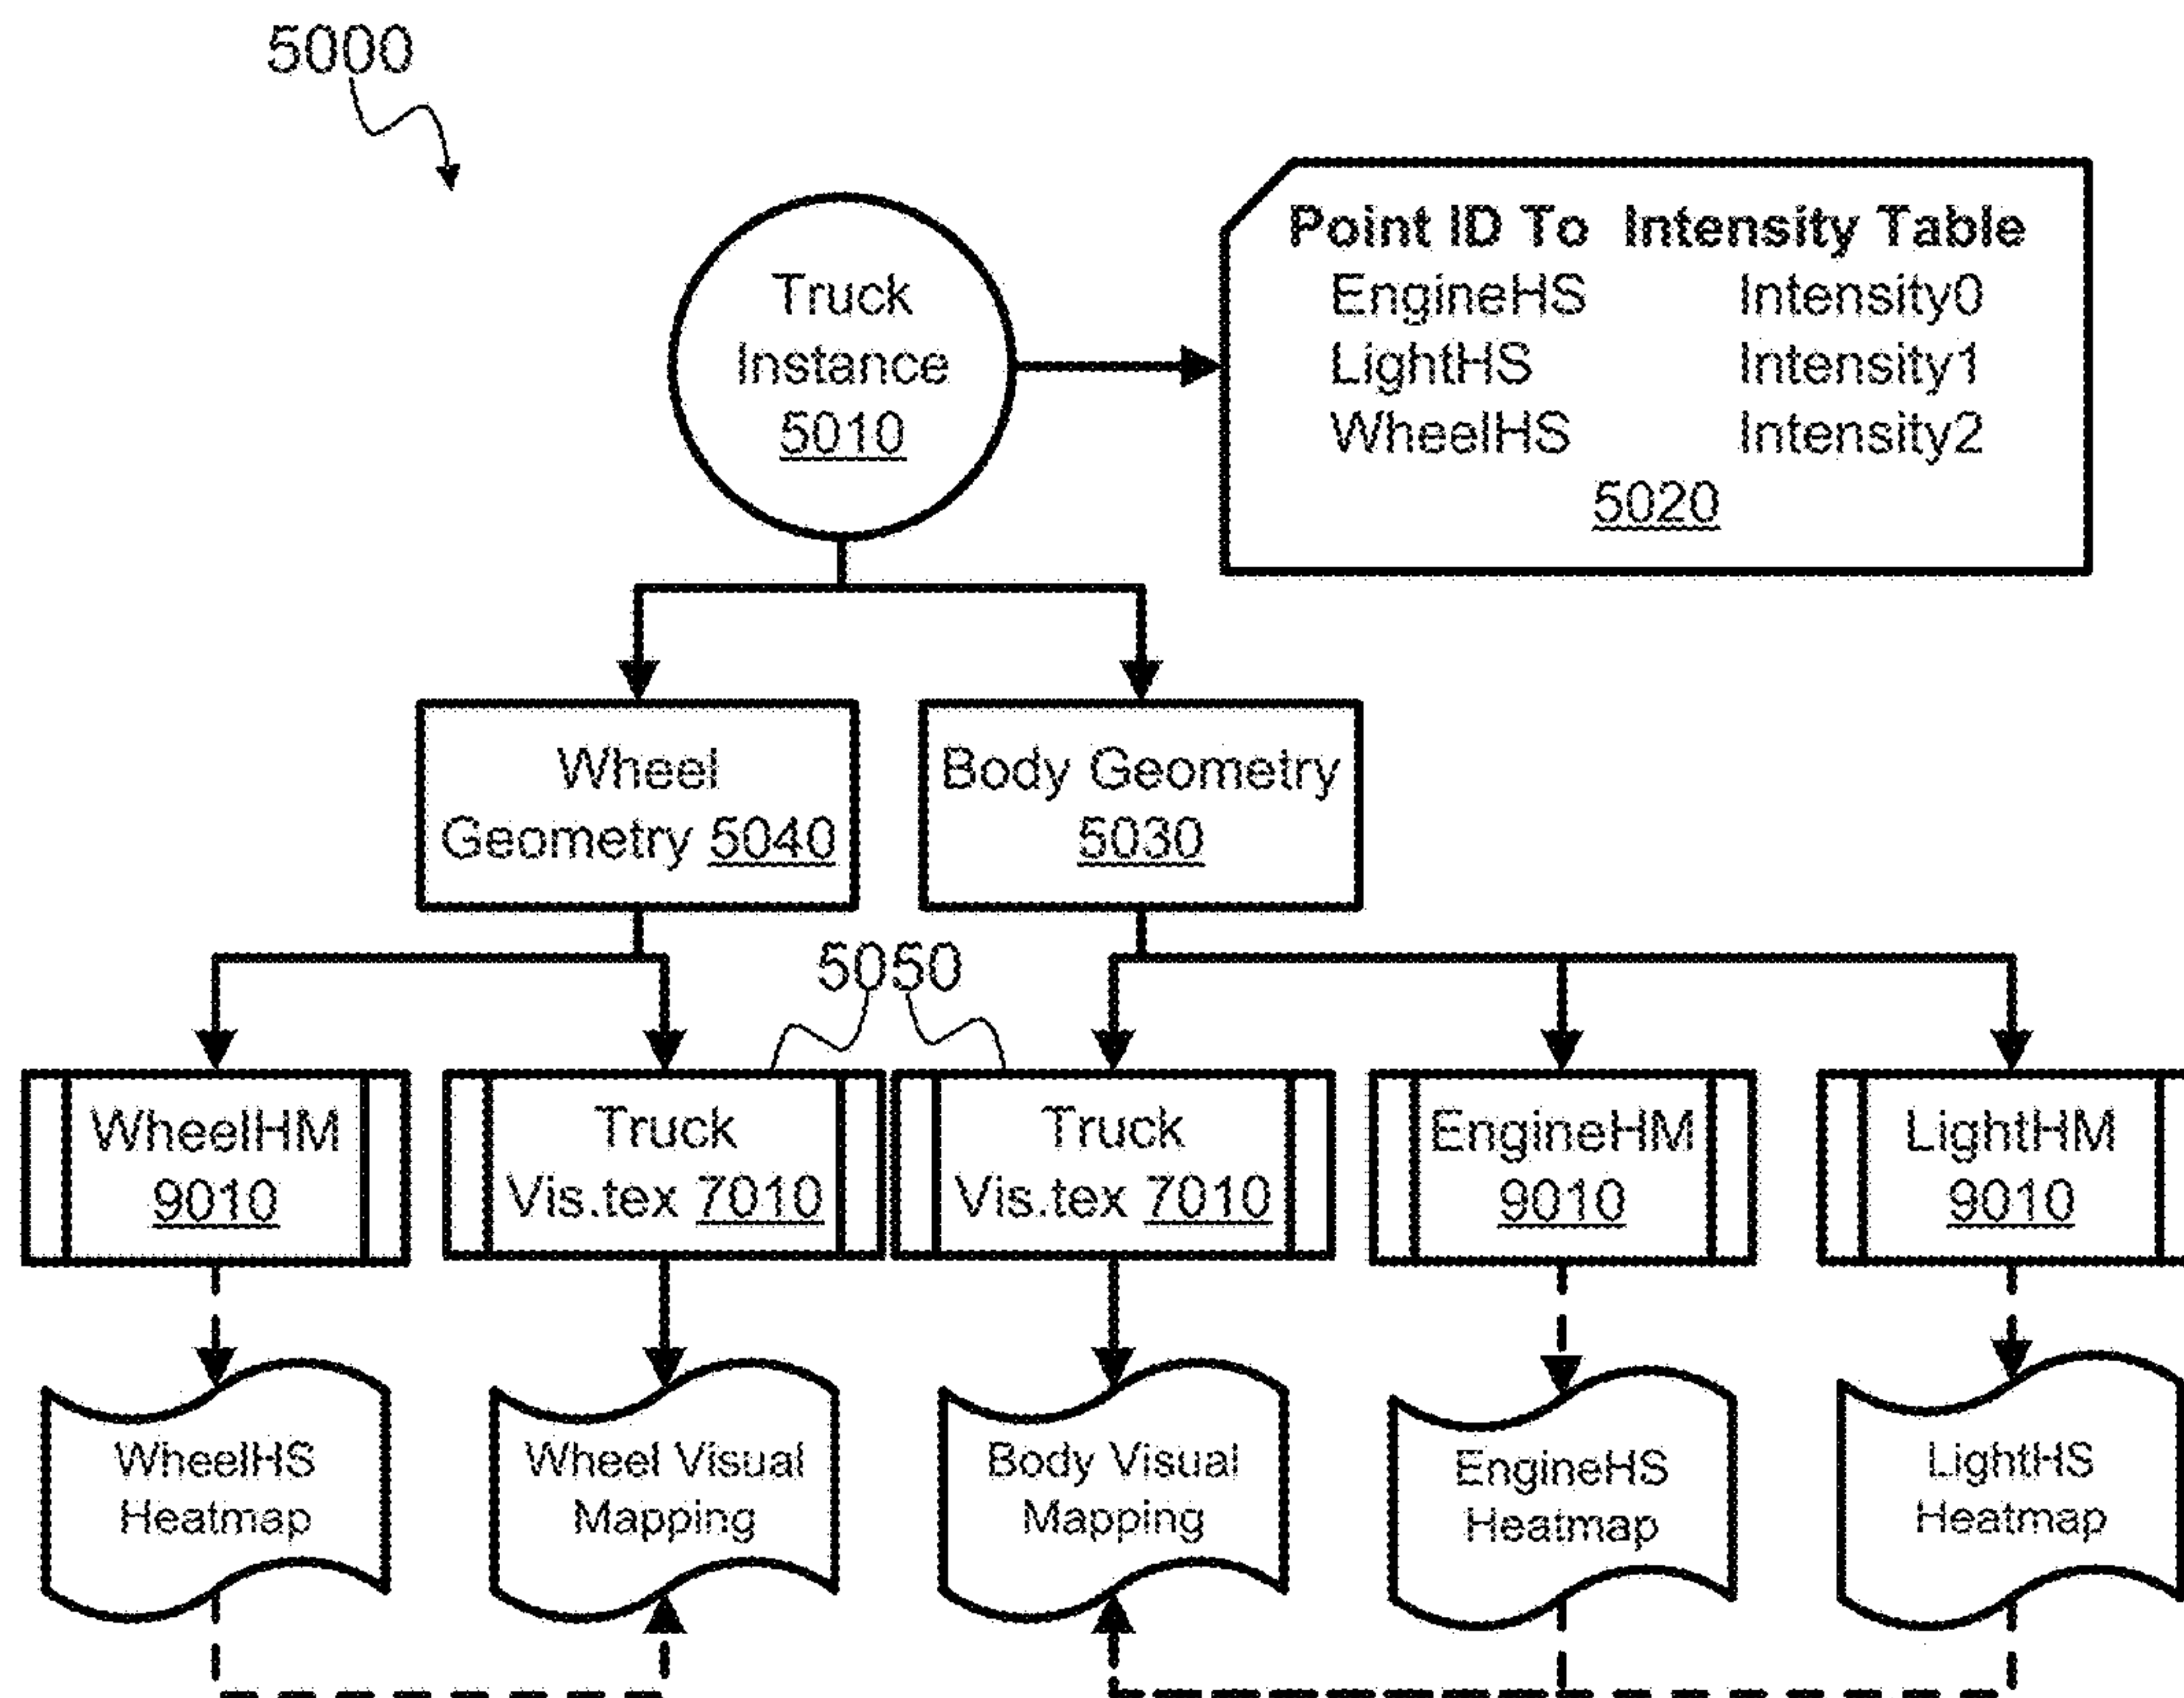 5000
Truck
Instance
5010
Point ID To Intensity Table
EngineHS Intensity0
LightHS Intensity1
WheelHS Intensity2
5020
Wheel
Geometry 5040
Body Geometry
5030
5050
WheelHM
9010
Truck
Vis.tex 7010
Truck
Vis.tex 7010
EngineHM
9010
LightHM
9010
WheelHS
Heatmap
Wheel Visual
Mapping
Body Visual
Mapping
EngineHS
Heatmap
LightHS
Heatmap